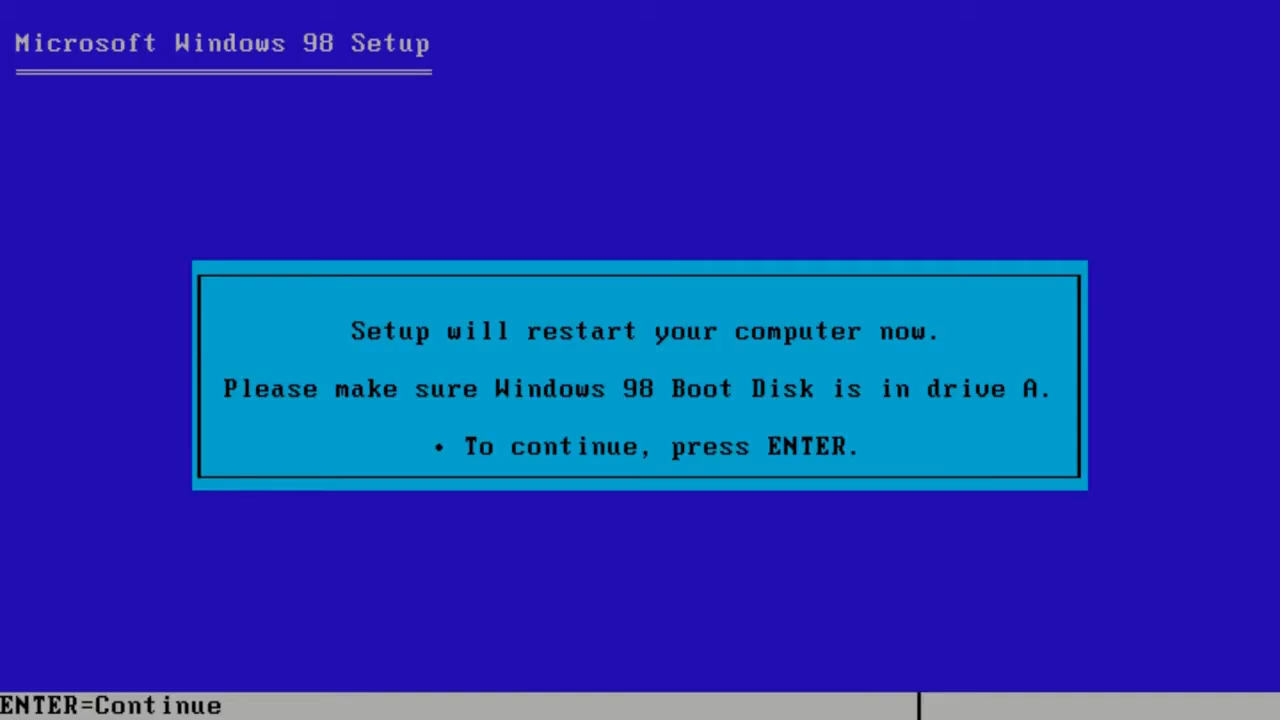 Microsoft Windows 98 Setup
Setup will restart your computer now.
Please make sure Windows 98 Boot Disk is in drive A.
• To continue, press ENTER.
ENTER=Continue